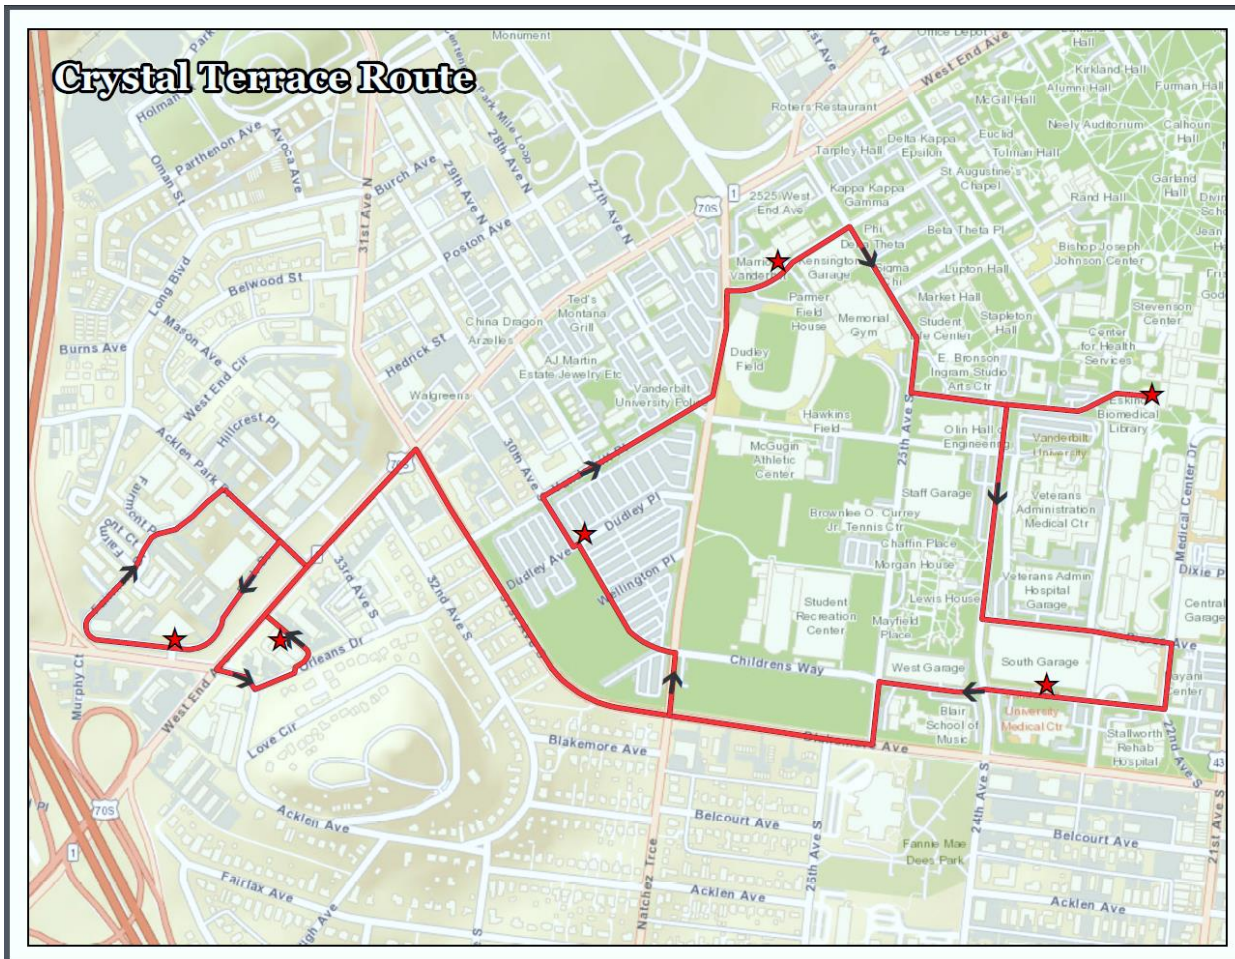 Crystal Terrace Route
Monument
Office Depot
West End Ave
Hall
Kirkland Hall
Alumni Hall
Furman Hall
McGill Hall
Rotiers Restaurant
Holman
Park
Parthenon Ave
Avoca Ave
Oman St
Burch Ave
31st Ave N
29th Ave N
28th Ave N
27th Ave N
Park Mile Loop
Poston Ave
Neely Auditorium
Calhoun
Hall
Delta Kappa
Epsilon
Euclid
Tolman Hall
Tarpley Hall
St Augustine's
Chapel
Garland
Hall
Kappa Kappa
Gamma
Rand Hall
2525 West
End Ave
70S
1
Phi
Delta Theta
Beta Theta Pi
Bishop Joseph
Johnson Center
Kensington
Garage
Lupton Hall
Long Blvd
Belwood St
Mason Ave
West End Cir
Burns Ave
Hedrick St
China Dragon
Arzelles
Ted's
Montana
Grill
AJ Martin
Estate Jewelry Etc
Parmer
Field
House
Memorial
Gym
Market Hall
Student
Stapleton
Hall
Stevenson
Center
Center
for Health
Services
Dudley
Field
E. Bronson
Ingram Studio
Arts Ctr
Vanderbilt
Walgreens
Hillcrest Pl
Acklen Park
Hawkins
Field
25th Ave S
Olin Hall of
Engineering
Biomedical
Library
Vanderbilt
University
McGugin
Athletic
Center
30th Ave
Dudley Pl
Dudley Ave
Wellington Pl
Staff Garage
Veterans
Administration
Medical Ctr
Medical Center Dr
Brownlee O. Currey
Jr. Tennis Ctr
Chaffin Place
Morgan House
33rd Ave S
32nd Ave S
Veterans Admin
Hospital
Garage
Dixie P
Lewis House
Central
Garage
Student
Recreation
Center
Mayfield
Place
Orleans Dr
Childrens Way
West Garage
South Garage
Murphy Ct
West End
Love Cir
Blair
School of
Music
University
Medical Ctr
Stallworth
Rehab
Hospital
22nd Ave S
Blakemore Ave
Blakemore Ave
43
70S
1
24th Ave S
21st Ave S
Acklen Ave
Belcourt Ave
Belcourt Ave
Fannie Mae
Dees Park
25th Ave S
Natchez Trce
Fairfax Ave
Acklen Ave
Acklen Ave